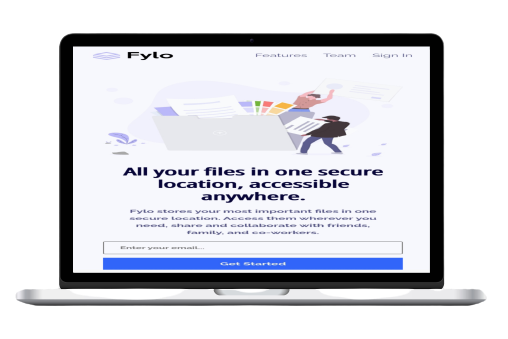 Fylo
Features Team Sign In
All your files in one secure
location, accessible
anywhere.
Fylo stores your most important files in one
secure location. Access them wherever you
need, share and collaborate with friends,
family, and co-workers.
Enter your email...
Get Started